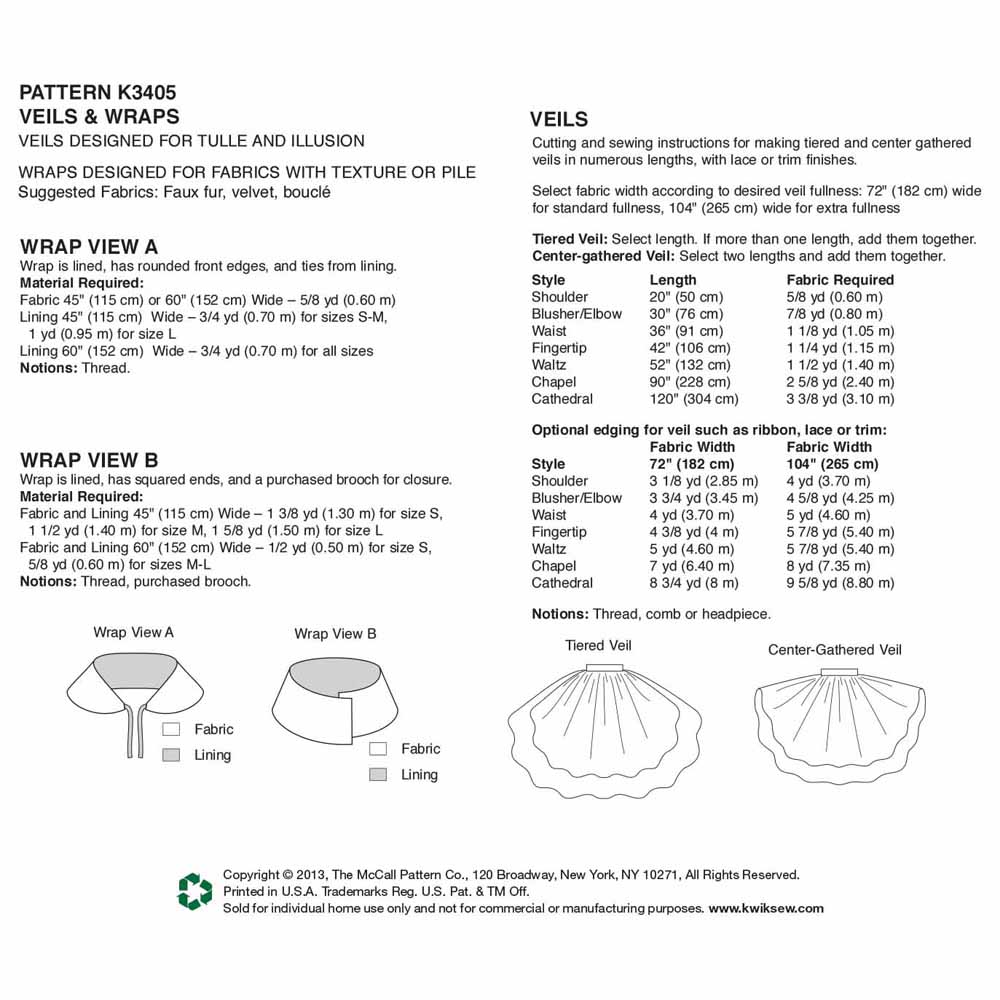 PATTERN K3405
VEILS & WRAPS
VEILS DESIGNED FOR TULLE AND ILLUSION
WRAPS DESIGNED FOR FABRICS WITH TEXTURE OR PILE
Suggested Fabrics: Faux fur, velvet, bouclé
WRAP VIEW A
Wrap is lined, has rounded front edges, and ties from lining.
Material Required:
Fabric 45" (115 cm) or 60" (152 cm) Wide – 5/8 yd (0.60 m)
Lining 45" (115 cm) Wide – 3/4 yd (0.70 m) for sizes S-M,
1 yd (0.95 m) for size L
Lining 60" (152 cm) Wide – 3/4 yd (0.70 m) for all sizes
Notions: Thread.
WRAP VIEW B
Wrap is lined, has squared ends, and a purchased brooch for closure.
Material Required:
Fabric and Lining 45" (115 cm) Wide – 1 3/8 yd (1.30 m) for size S,
1 1/2 yd (1.40 m) for size M, 1 5/8 yd (1.50 m) for size L
Fabric and Lining 60" (152 cm) Wide – 1/2 yd (0.50 m) for size S,
5/8 yd (0.60 m) for sizes M-L
Notions: Thread, purchased brooch.
Wrap View A
Fabric
Lining
Wrap View B
Fabric
Lining
VEILS
Cutting and sewing instructions for making tiered and center gathered
veils in numerous lengths, with lace or trim finishes.
Select fabric width according to desired veil fullness: 72" (182 cm) wide
for standard fullness, 104" (265 cm) wide for extra fullness
Tiered Veil: Select length. If more than one length, add them together.
Center-gathered Veil: Select two lengths and add them together.
Style Length Fabric Required
Shoulder 20" (50 cm) 5/8 yd (0.60 m)
Blusher/Elbow 30" (76 cm) 7/8 yd (0.80 m)
Waist 36" (91 cm) 1 1/8 yd (1.05 m)
Fingertip 42" (106 cm) 1 1/4 yd (1.15 m)
Waltz 52" (132 cm) 1 1/2 yd (1.40 m)
Chapel 90" (228 cm) 2 5/8 yd (2.40 m)
Cathedral 120" (304 cm) 3 3/8 yd (3.10 m)
Optional edging for veil such as ribbon, lace or trim:
Fabric Width Fabric Width
Style 72" (182 cm) 104" (265 cm)
Shoulder 3 1/8 yd (2.85 m) 4 yd (3.70 m)
Blusher/Elbow 3 3/4 yd (3.45 m) 4 5/8 yd (4.25 m)
Waist 4 yd (3.70 m) 5 yd (4.60 m)
Fingertip 4 3/8 yd (4 m) 5 7/8 yd (5.40 m)
Waltz 5 yd (4.60 m) 5 7/8 yd (5.40 m)
Chapel 7 yd (6.40 m) 8 yd (7.35 m)
Cathedral 8 3/4 yd (8 m) 9 5/8 yd (8.80 m)
Notions: Thread, comb or headpiece.
Tiered Veil
Center-Gathered Veil
Copyright © 2013, The McCall Pattern Co., 120 Broadway, New York, NY 10271, All Rights Reserved.
Printed in U.S.A. Trademarks Reg. U.S. Pat. & TM Off.
Sold for individual home use only and not for commercial or manufacturing purposes. www.kwiksew.com